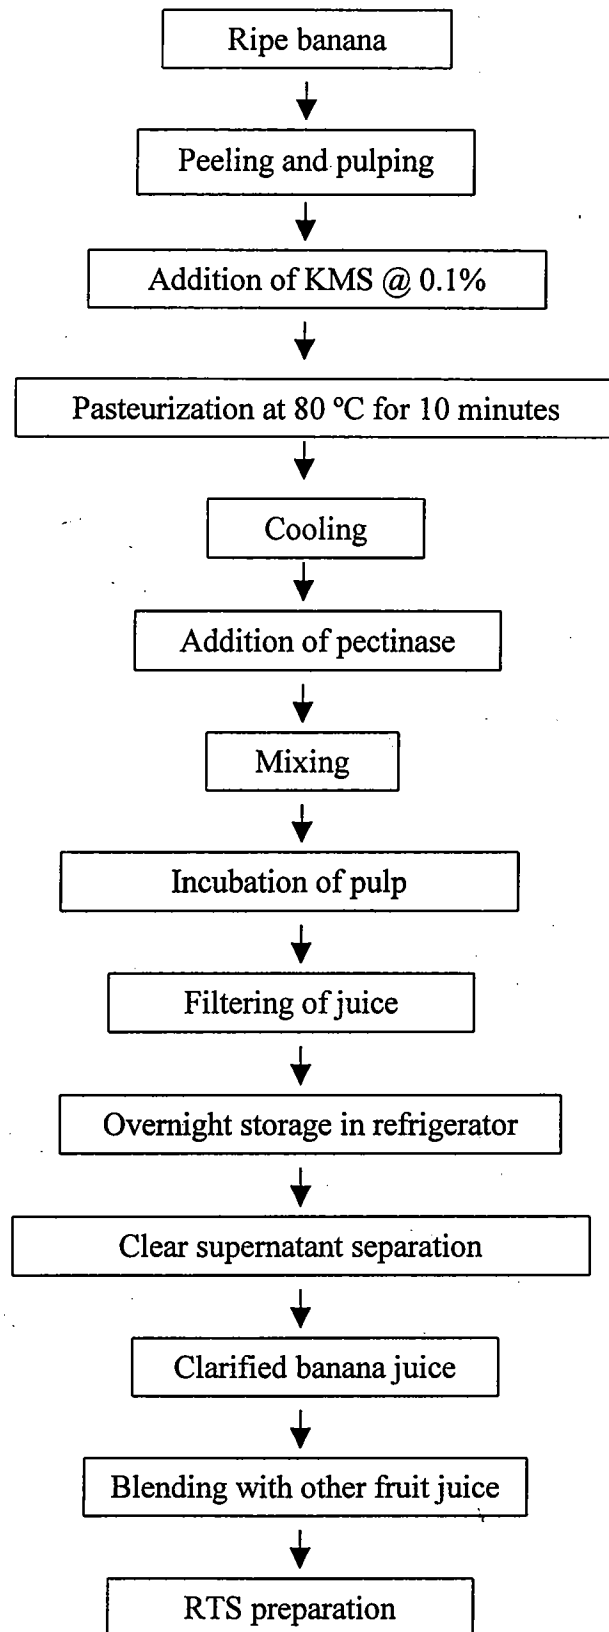 Ripe banana
Peeling and pulping
Addition of KMS @ 0.1%
Pasteurization at 80 ºC for 10 minutes
Cooling
Addition of pectinase
Mixing
Incubation of pulp
Filtering of juice
Overnight storage in refrigerator
Clear supernatant separation
Clarified banana juice
Blending with other fruit juice
RTS preparation